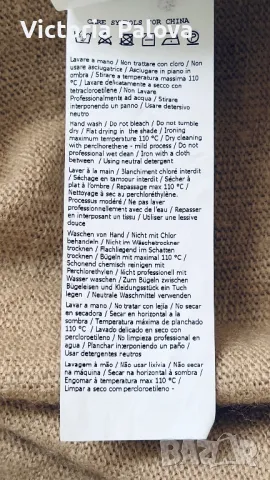 Victoria Palova
CARE SYMBOLS FOR CHINA
Lavare a mano / Non trattare con cloro / Non
usare asciugatrice / Asciugare in piano in
ombra / Stirare a temperatura massima 110
°C / Lavare delicatamente a secco con
tetracloroetilene / Non Lavare
Professionalmente ad acqua / Stirare
interponendo un panno / Usare detersivo
neutro
Hand wash / Do not bleach / Do not tumble
dry / Flat drying in the shade / Ironing
maximum temperature 110 °C / Dry cleaning
with perclhorethene - mild process / Do not
professional wet clean / Iron with a cloth
between / Using neutral detergent
Laver à la main / Blanchiment chloré interdit
/ Séchage en tambour interdit / Sécher à
plat à l'ombre / Repassage max 110 °C /
Nettoyage à sec au perchloréthylène.
Processus modéré / Ne pas laver
professionnellement avec de l'eau / Repasser
en interposant un tissu / Utiliser une lessive
douce
Waschen von Hand / Nicht mit Chlor
behandeln / Nicht im Wäschetrockner
trocknen / Flachliegend im Schatten
trocknen / Bügeln mit maximal 110 °C /
Schonend chemisch reinigen mit
Perchlorethylen / Nicht professionell mit
Wasser waschen / Zum Bügeln zwischen
Bügeleisen und Kleidungsstück ein Tuch
legen / Neutrale Waschmittel verwenden
Lavar a mano / No tratar con lejía / No secar
en secadora / Secar en horizontal a la
sombra / Temperatura máxima de planchado
110 °C / Lavado delicado en seco con
percloroetileno / No limpieza profesional en
agua / Planchar interponiendo un paño /
Usar detergentes neutros
Lavagem à mão / Não usar lixívia / Não secar
na máquina / Secar na horizontal à sombra /
Engomar à temperatura max 110 °C /
Limpar a seco com percloroetileno -